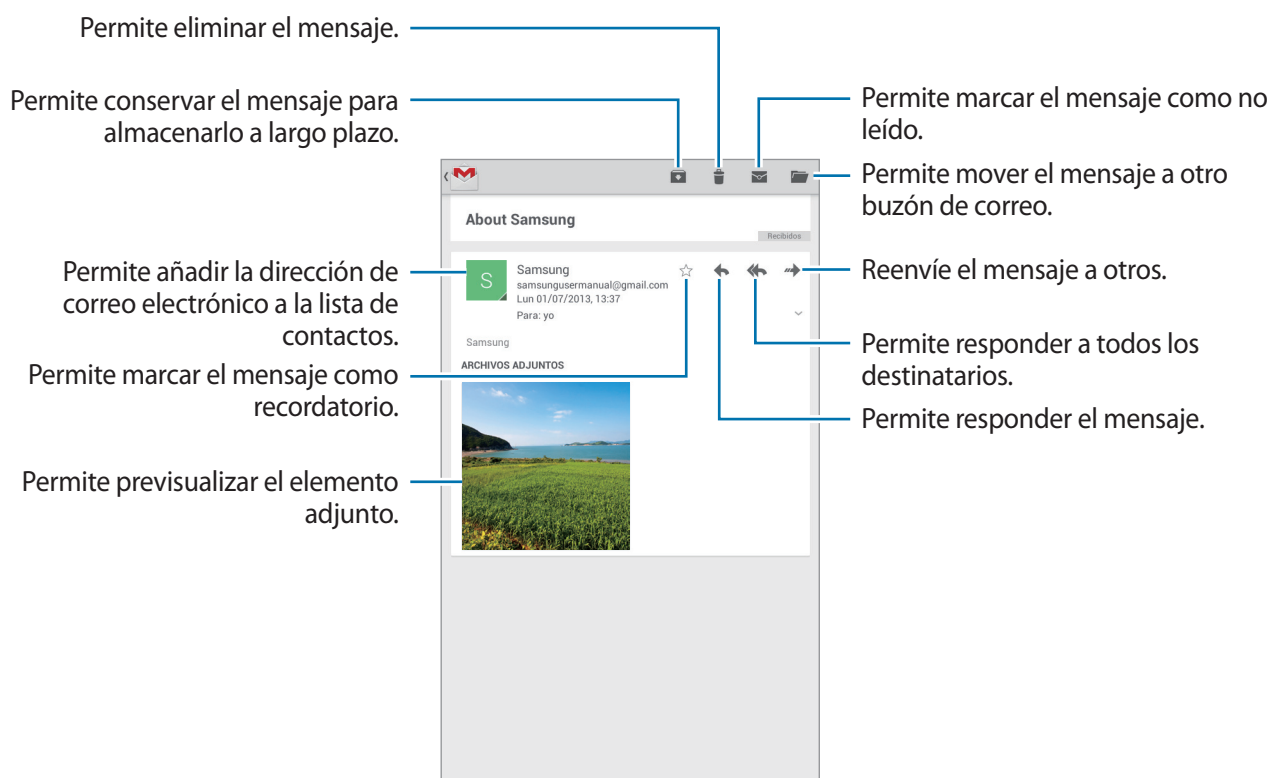 Permite eliminar el mensaje.
Permite conservar el mensaje para
almacenarlo a largo plazo.
Permite marcar el mensaje como no
leído.
Permite mover el mensaje a otro
buzón de correo.
About Samsung
Recibidos
Permite añadir la dirección de
correo electrónico a la lista de
contactos.
S
Samsung
samsungusermanual@gmail.com
Lun 01/07/2013, 13:37
Para: yo
Reenvíe el mensaje a otros.
Samsung
ARCHIVOS ADJUNTOS
Permite responder a todos los
destinatarios.
Permite marcar el mensaje como
recordatorio.
Permite responder el mensaje.
Permite previsualizar el elemento
adjunto.